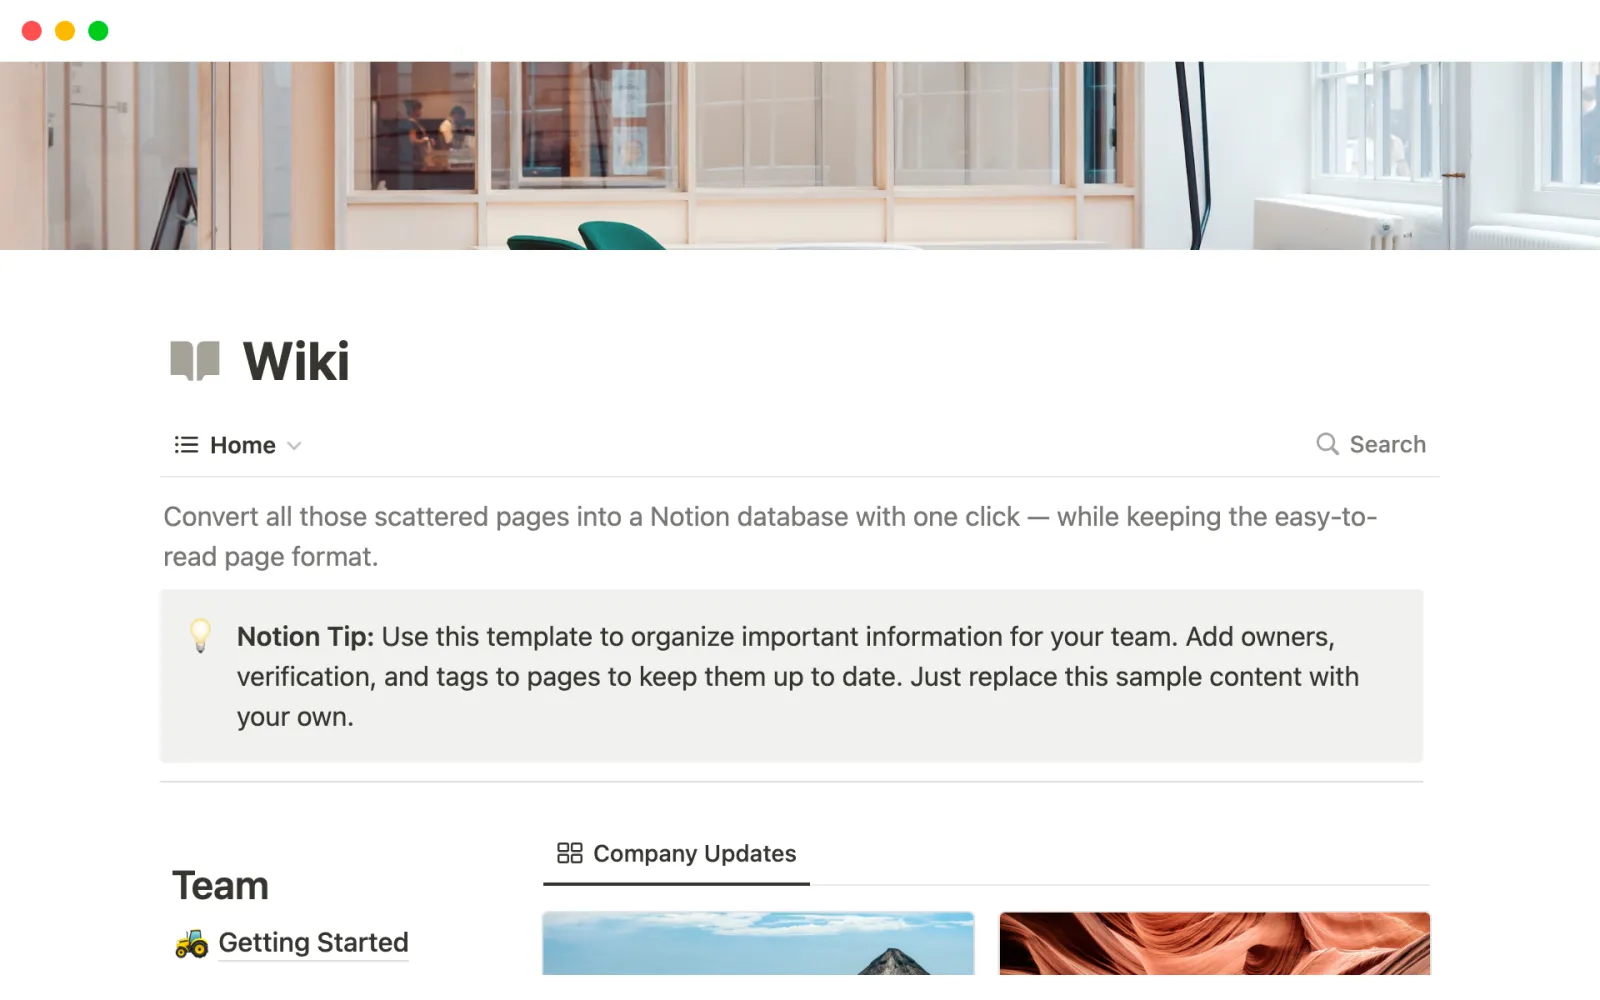 Wiki
Home
Search
Convert all those scattered pages into a Notion database with one click — while keeping the easy-to-
read page format.
Notion Tip: Use this template to organize important information for your team. Add owners,
verification, and tags to pages to keep them up to date. Just replace this sample content with
your own.
Company Updates
Team
Getting Started